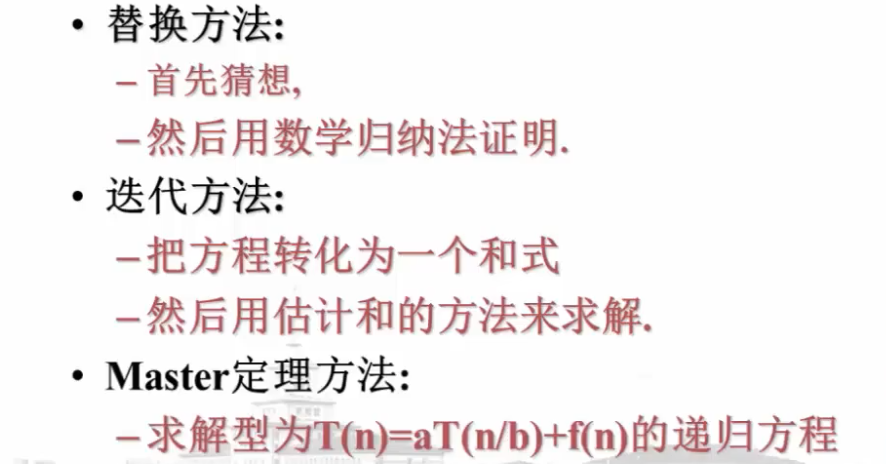 • 替换方法:
– 首先猜想,
– 然后用数学归纳法证明.
• 迭代方法:
– 把方程转化为一个和式
– 然后用估计和的方法来求解.
• Master定理方法:
– 求解型为T(n)=aT(n/b)+f(n)的递归方程